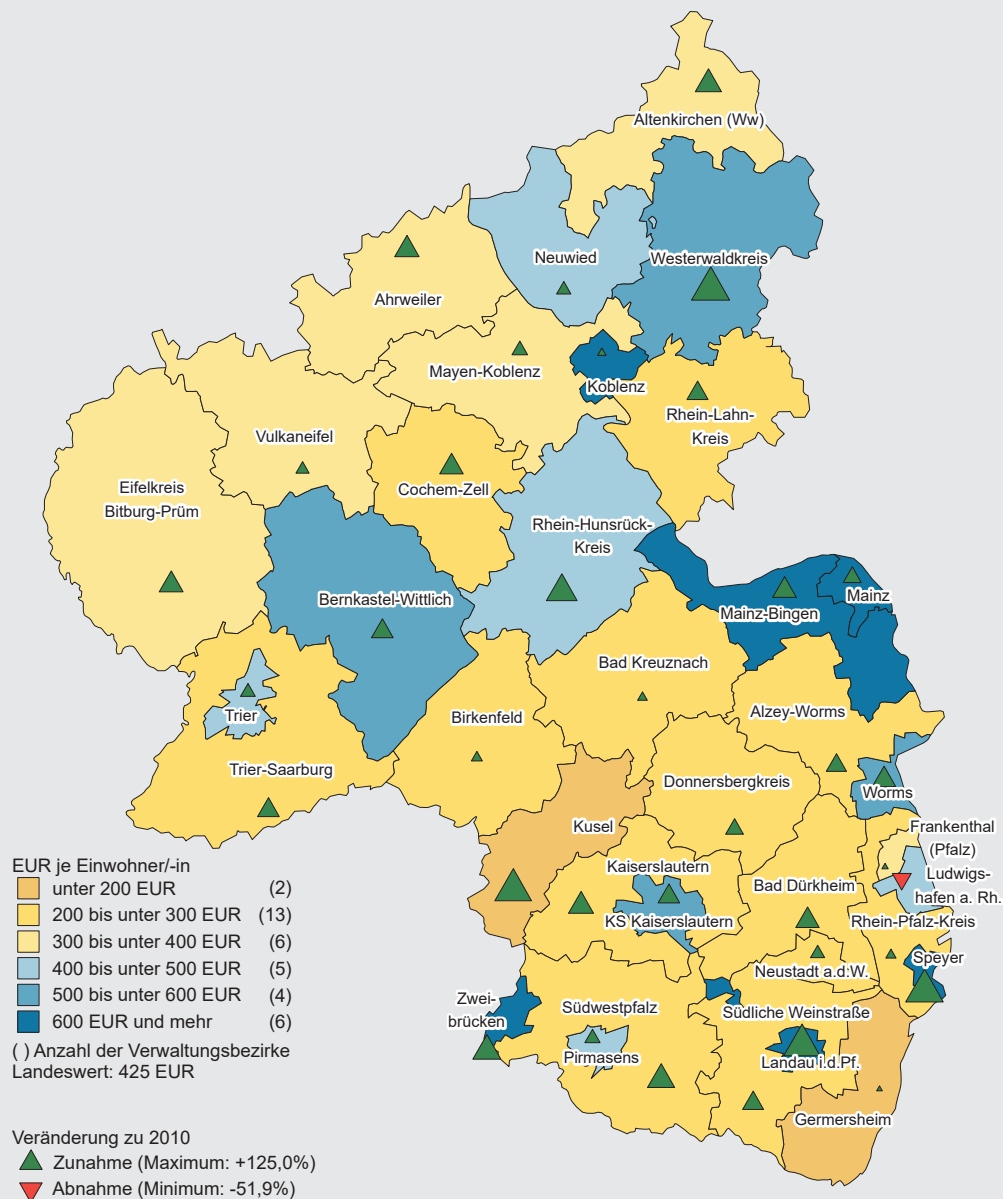 Altenkirchen (Ww)
Neuwied
Westerwaldkreis
Ahrweiler
Mayen-Koblenz
Koblenz
Rhein-Lahn-
Kreis
Vulkaneifel
Eifelkreis
Bitburg-Prüm
Cochem-Zell
Rhein-Hunsrück-
Kreis
Bernkastel-Wittlich
Mainz
Mainz-Bingen
Bad Kreuznach
Trier
Birkenfeld
Alzey-Worms
Trier-Saarburg
Donnersbergkreis
Worms
Kusel
Frankenthal
(Pfalz)
Ludwigs-
hafen a. Rh.
Kaiserslautern
Bad Dürkheim
KS Kaiserslautern
Rhein-Pfalz-Kreis
Speyer
Neustadt a.d.W.
Zwei-
brücken
Südwestpfalz
Südliche Weinstraße
Pirmasens
Landau i.d.Pf.
Germersheim
EUR je Einwohner/-in
unter 200 EUR (2)
200 bis unter 300 EUR (13)
300 bis unter 400 EUR (6)
400 bis unter 500 EUR (5)
500 bis unter 600 EUR (4)
600 EUR und mehr (6)
( ) Anzahl der Verwaltungsbezirke
Landeswert: 425 EUR
Veränderung zu 2010
Zunahme (Maximum: +125,0%)
Abnahme (Minimum: -51,9%)